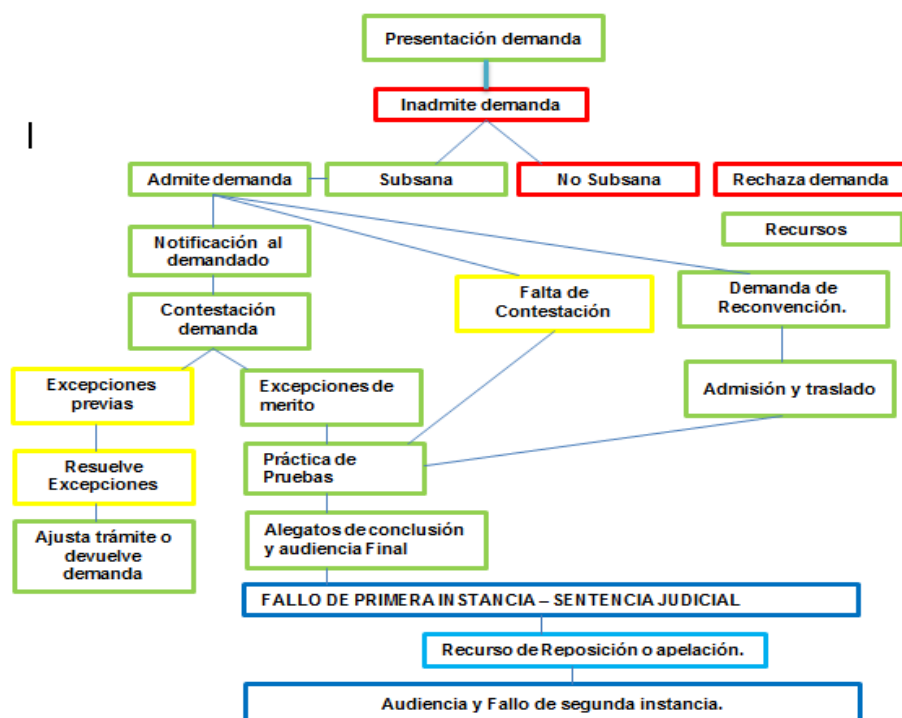 Presentación demanda
Inadmite demanda
Admite demanda
Subsana
No Subsana
Rechaza demanda
Recursos
Notificación al
demandado
Falta de
Contestación
Demanda de
Reconvención.
Contestación
demanda
Excepciones
previas
Excepciones de
merito
Admisión y traslado
Resuelve
Excepciones
Práctica de
Pruebas
Ajusta trámite o
devuelve
demanda
Alegatos de conclusión
y audiencia Final
FALLO DE PRIMERA INSTANCIA – SENTENCIA JUDICIAL
Recurso de Reposición o apelación.
Audiencia y Fallo de segunda instancia.